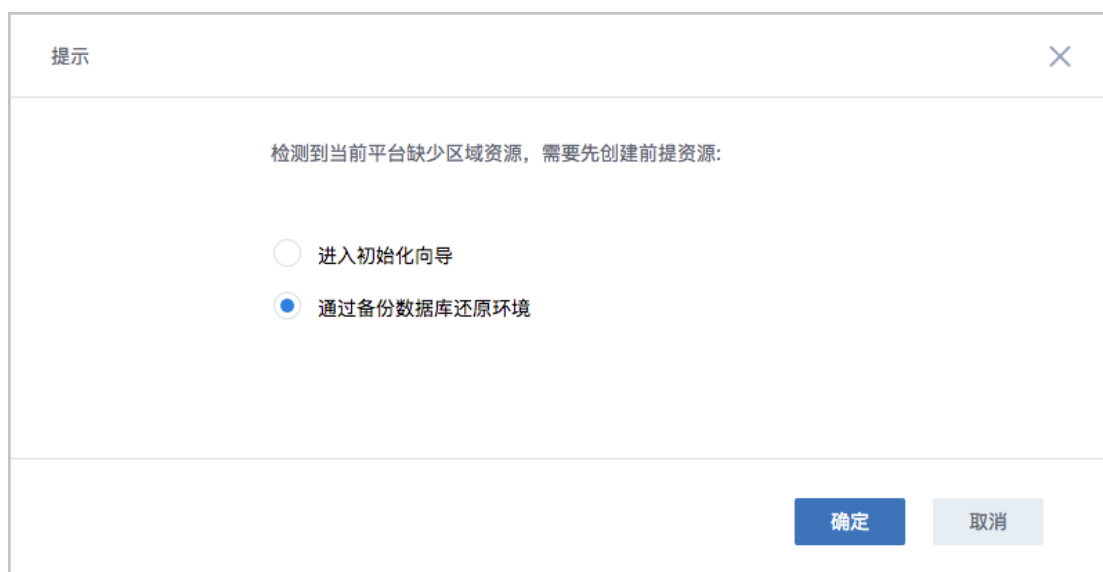 提示
检测到当前平台缺少区域资源，需要先创建前提资源:
进入初始化向导
通过备份数据库还原环境
确定
取消